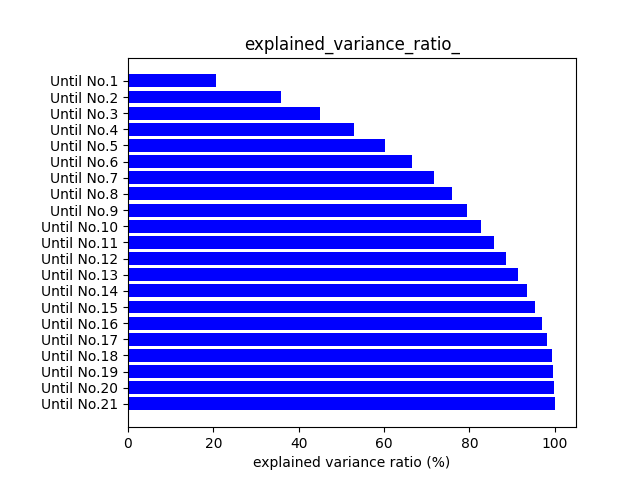 explained_variance_ratio_
Until No.1
Until No.2
Until No.3
Until No.4
Until No.5
Until No.6
Until No.7
Until No.8
Until No.9
Until No.10
Until No.11
Until No.12
Until No.13
Until No.14
Until No.15
Until No.16
Until No.17
Until No.18
Until No.19
Until No.20
Until No.21
0 20 40 60 80 100
explained variance ratio (%)